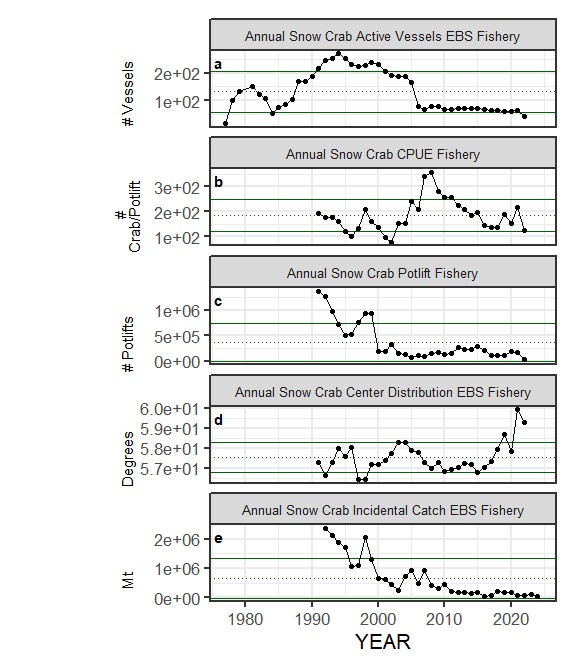 Annual Snow Crab Active Vessels EBS Fishery
a
# Vessels
2e+02
1e+02
Annual Snow Crab CPUE Fishery
b
#
Crab/Potlift
3e+02
2e+02
1e+02
Annual Snow Crab Potlift Fishery
c
# Potlifts
1e+06
5e+05
0e+00
Annual Snow Crab Center Distribution EBS Fishery
d
Degrees
6.0e+01
5.9e+01
5.8e+01
5.7e+01
Annual Snow Crab Incidental Catch EBS Fishery
e
Mt
2e+06
1e+06
0e+00
1980 1990 2000 2010 2020
YEAR